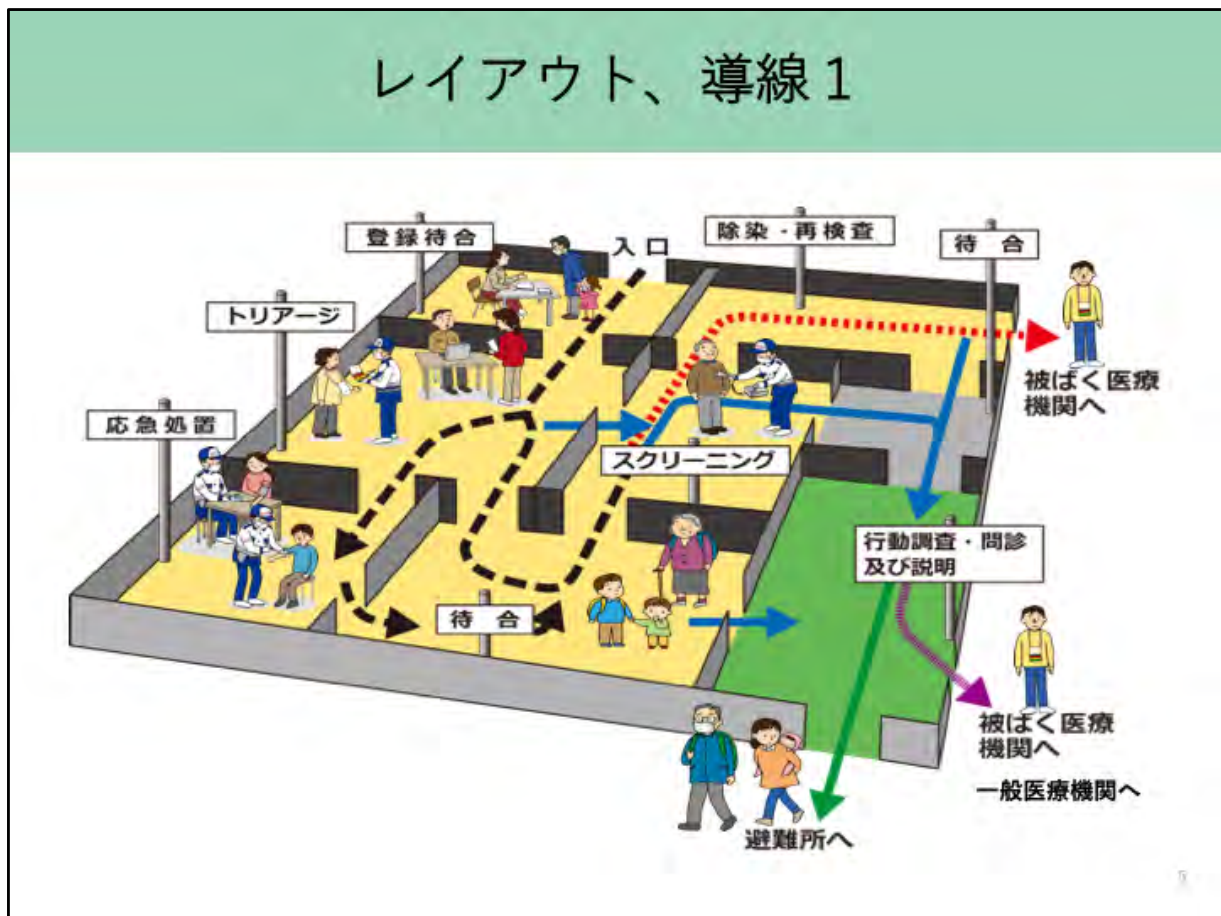 レイアウト、導線1
登録待合
入口
除染・再検査
待合
トリアージ
応急処置
スクリーニング
被ばく医療
機関へ
行動調査・問診
及び説明
待合
被ばく医療
機関へ
一般医療機関へ
避難所へ
5